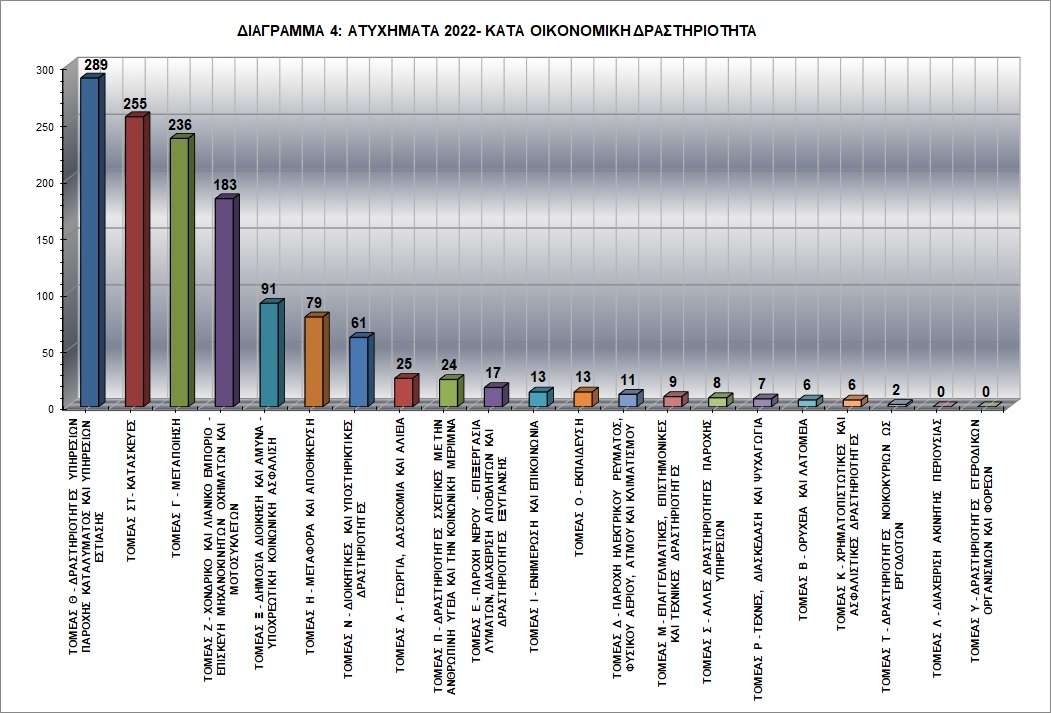 ΔΙΑΓΡΑΜΜΑ 4: ΑΤΥΧΗΜΑΤΑ 2022- ΚΑΤΑ ΟΙΚΟΝΟΜΙΚΗ ΔΡΑΣΤΗΡΙΟΤΗΤΑ
300
250
200
150
100
50
0
289
255
236
183
91
79
61
25
24
17
13
13
11
9
8
7
6
6
2
0
0
ΤΟΜΕΑΣ Θ - ΔΡΑΣΤΗΡΙΟΤΗΤΕΣ ΥΠΗΡΕΣΙΩΝ
ΠΑΡΟΧΗΣ ΚΑΤΑΛΥΜΑΤΟΣ ΚΑΙ ΥΠΗΡΕΣΙΩΝ
ΕΣΤΙΑΣΗΣ
ΤΟΜΕΑΣ ΣΤ- ΚΑΤΑΣΚΕΥΕΣ
ΤΟΜΕΑΣ Γ - ΜΕΤΑΠΟΙΗΣΗ
ΤΟΜΕΑΣ Ζ - ΧΟΝΔΡΙΚΟ ΚΑΙ ΛΙΑΝΙΚΟ ΕΜΠΟΡΙΟ -
ΕΠΙΣΚΕΥΗ ΜΗΧΑΝΟΚΙΝΗΤΩΝ ΟΧΗΜΑΤΩΝ ΚΑΙ
ΜΟΤΟΣΥΚΛΕΤΩΝ
ΤΟΜΕΑΣ Ξ - ΔΗΜΟΣΙΑ ΔΙΟΙΚΗΣΗ ΚΑΙ ΑΜΥΝΑ -
ΥΠΟΧΡΕΩΤΙΚΗ ΚΟΙΝΩΝΙΚΗ ΑΣΦΑΛΙΣΗ
ΤΟΜΕΑΣ Η - ΜΕΤΑΦΟΡΑ ΚΑΙ ΑΠΟΘΗΚΕΥΣΗ
ΤΟΜΕΑΣ Ν - ΔΙΟΙΚΗΤΙΚΕΣ ΚΑΙ ΥΠΟΣΤΗΡΙΚΤΙΚΕΣ
ΔΡΑΣΤΗΡΙΟΤΗΤΕΣ
ΤΟΜΕΑΣ Α - ΓΕΩΡΓΙΑ, ΔΑΣΟΚΟΜΙΑ ΚΑΙ ΑΛΙΕΙΑ
ΤΟΜΕΑΣ Π - ΔΡΑΣΤΗΡΙΟΤΗΤΕΣ ΣΧΕΤΙΚΕΣ ΜΕ ΤΗΝ
ΑΝΘΡΩΠΙΝΗ ΥΓΕΙΑ ΚΑΙ ΤΗΝ ΚΟΙΝΩΝΙΚΗ ΜΕΡΙΜΝΑ
ΤΟΜΕΑΣ Ε - ΠΑΡΟΧΗ ΝΕΡΟΥ - ΕΠΕΞΕΡΓΑΣΙΑ
ΛΥΜΑΤΩΝ, ΔΙΑΧΕΙΡΙΣΗ ΑΠΟΒΛΗΤΩΝ ΚΑΙ
ΔΡΑΣΤΗΡΙΟΤΗΤΕΣ ΕΞΥΓΙΑΝΣΗΣ
ΤΟΜΕΑΣ Ι - ΕΝΗΜΕΡΩΣΗ ΚΑΙ ΕΠΙΚΟΙΝΩΝΙΑ
ΤΟΜΕΑΣ Ο - ΕΚΠΑΙΔΕΥΣΗ
ΤΟΜΕΑΣ Δ - ΠΑΡΟΧΗ ΗΛΕΚΤΡΙΚΟΥ ΡΕΥΜΑΤΟΣ,
ΦΥΣΙΚΟΥ ΑΕΡΙΟΥ, ΑΤΜΟΥ ΚΑΙ ΚΛΙΜΑΤΙΣΜΟΥ
ΤΟΜΕΑΣ Μ - ΕΠΑΓΓΕΛΜΑΤΙΚΕΣ, ΕΠΙΣΤΗΜΟΝΙΚΕΣ
ΚΑΙ ΤΕΧΝΙΚΕΣ ΔΡΑΣΤΗΡΙΟΤΗΤΕΣ
ΤΟΜΕΑΣ Σ - ΑΛΛΕΣ ΔΡΑΣΤΗΡΙΟΤΗΤΕΣ ΠΑΡΟΧΗΣ
ΥΠΗΡΕΣΙΩΝ
ΤΟΜΕΑΣ Ρ - ΤΕΧΝΕΣ, ΔΙΑΣΚΕΔΑΣΗ ΚΑΙ ΨΥΧΑΓΩΓΙΑ
ΤΟΜΕΑΣ Β - ΟΡΥΧΕΙΑ ΚΑΙ ΛΑΤΟΜΕΙΑ
ΤΟΜΕΑΣ Κ - ΧΡΗΜΑΤΟΠΙΣΤΩΤΙΚΕΣ ΚΑΙ
ΑΣΦΑΛΙΣΤΙΚΕΣ ΔΡΑΣΤΗΡΙΟΤΗΤΕΣ
ΤΟΜΕΑΣ Τ - ΔΡΑΣΤΗΡΙΟΤΗΤΕΣ ΝΟΙΚΟΚΥΡΙΩΝ ΩΣ
ΕΡΓΟΔΟΤΩΝ
ΤΟΜΕΑΣ Λ - ΔΙΑΧΕΙΡΙΣΗ ΑΚΙΝΗΤΗΣ ΠΕΡΙΟΥΣΙΑΣ
ΤΟΜΕΑΣ Υ - ΔΡΑΣΤΗΡΙΟΤΗΤΕΣ ΕΤΕΡΟΔΙΚΩΝ
ΟΡΓΑΝΙΣΜΩΝ ΚΑΙ ΦΟΡΕΩΝ